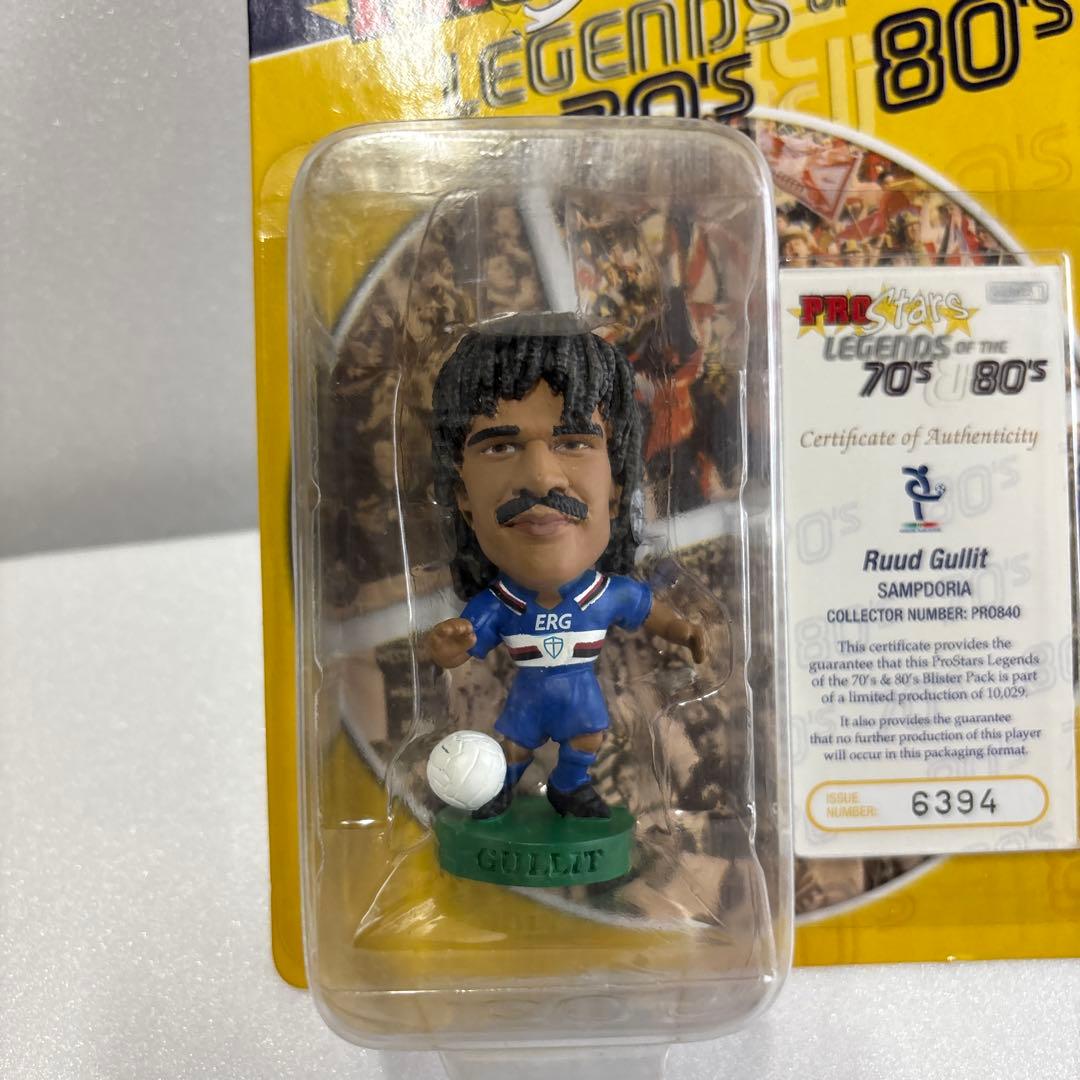 LEGENDS OF
70'S 80'S
PRO Stars
LEGENDS OF THE
70'S 80'S
Certificate of Authenticity
Ruud Gullit
SAMPDORIA
COLLECTOR NUMBER: PRO840
This certificate provides the
guarantee that this ProStars Legends
of the 70's & 80's Blister Pack is part
of a limited production of 10,029.
It also provides the guarantee
that no further production of this player
will occur in this packaging format.
ISSUE
NUMBER: 6394
ERG
GULLIT